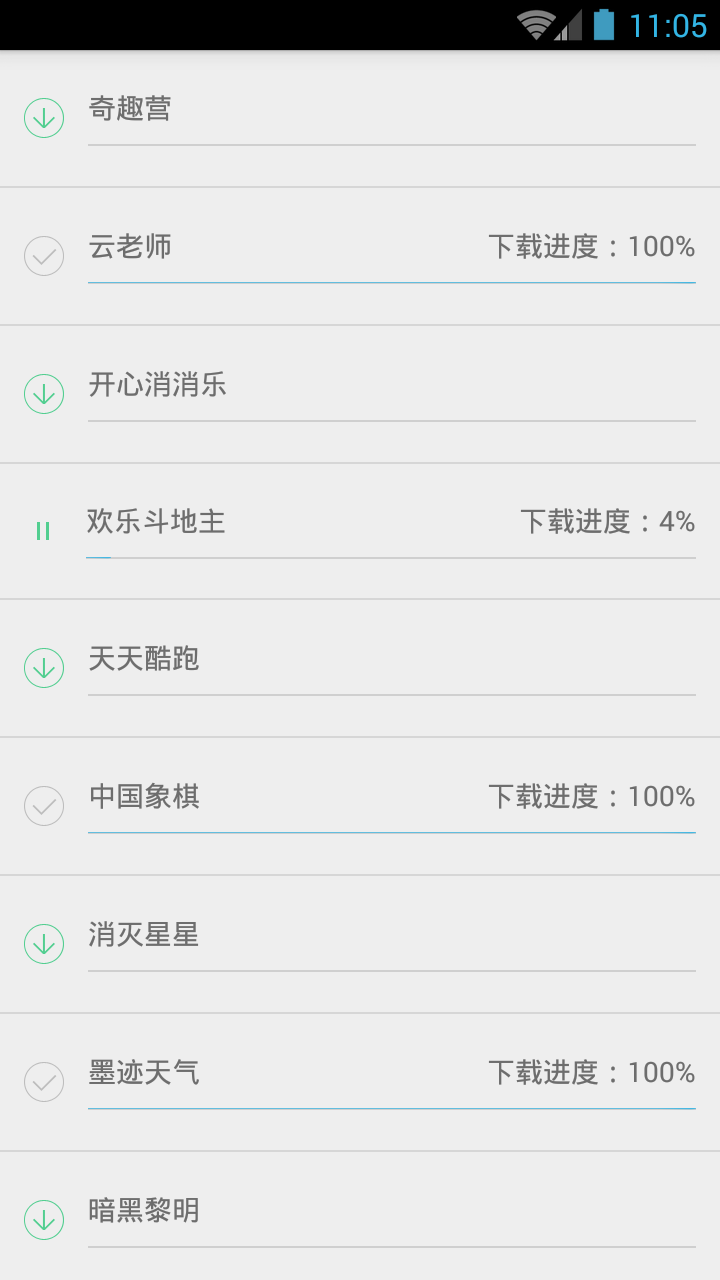 11:05
奇趣营
云老师 下载进度：100%
开心消消乐
欢乐斗地主 下载进度：4%
天天酷跑
中国象棋 下载进度：100%
消灭星星
墨迹天气 下载进度：100%
暗黑黎明